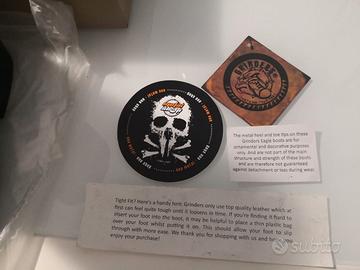 GRINDERS
The metal heel and toe tips on these
Grinders Eagle boots are for
ornamental and decorative purposes
only. And are not part of the main
structure and strength of these boots
and are therefore not guaranteed
against detachment or loss during wear.
Tight Fit? Here's a handy hint: Grinders only use top quality leather which at
first can feel quite tough until it loosens in time. If you're finding it hard to
insert your foot into the boot, it may be helpful to place a thin plastic bag
over your foot whilst putting it on. This should allow your foot to slip
through with more ease. We thank you for shopping with us and
enjoy your purchase!
subito